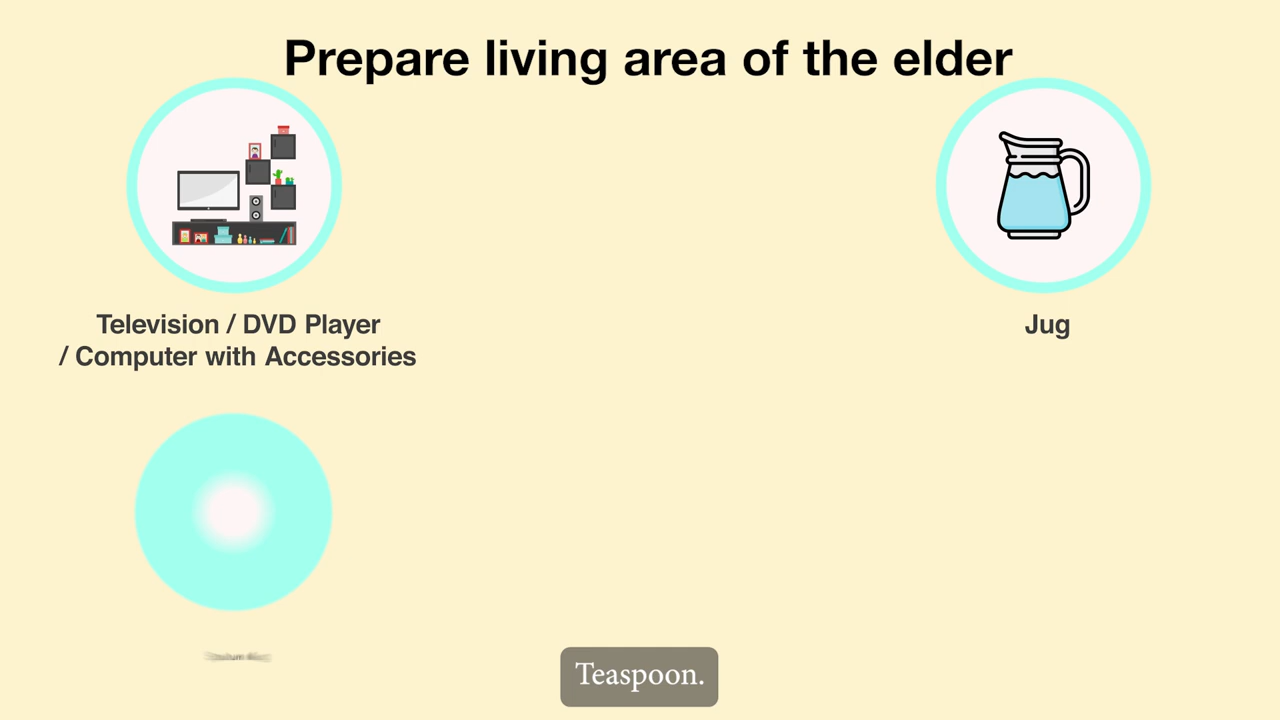 Prepare living area of the elder
Television / DVD Player
/ Computer with Accessories
Jug
Teaspoon.